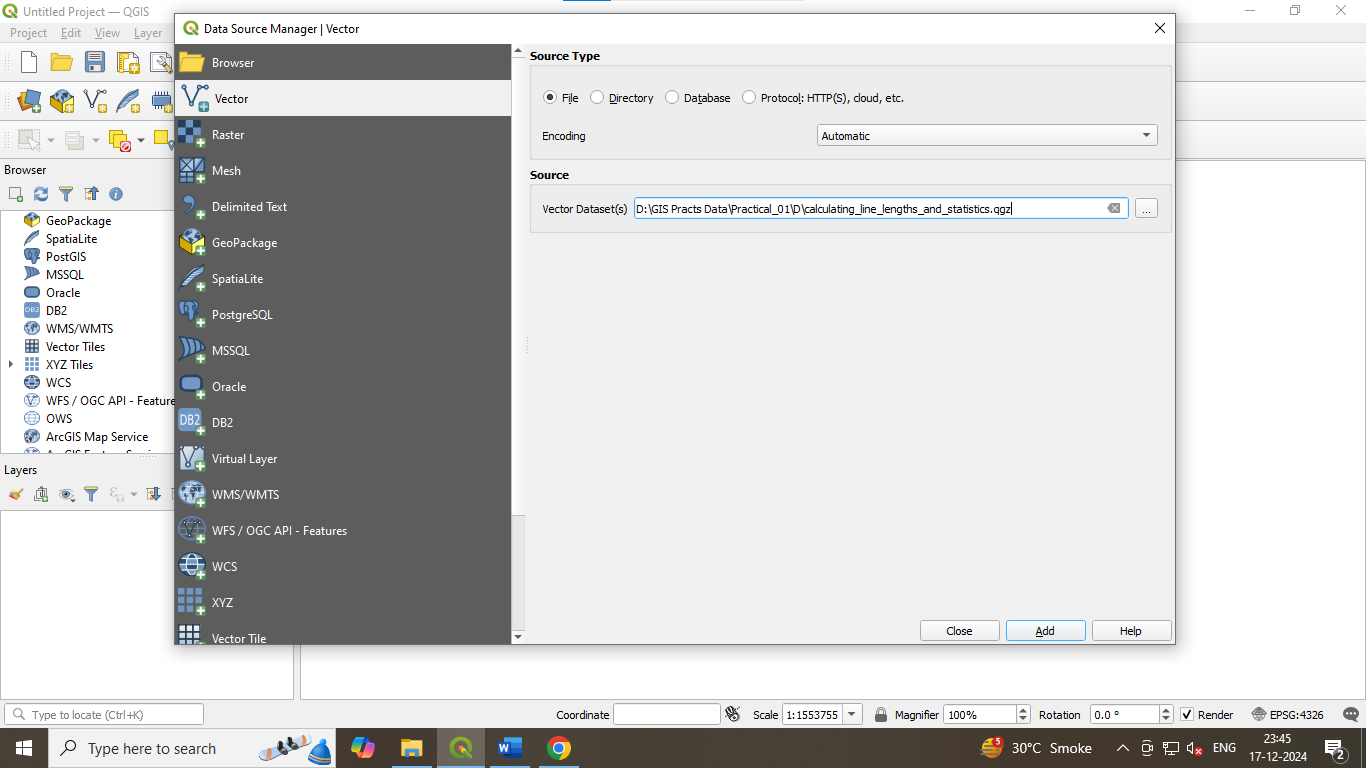 Untitled Project — QGIS
Project Edit View Layer
Data Source Manager | Vector
Browser
Vector
Raster
Mesh
Delimited Text
GeoPackage
SpatiaLite
PostgreSQL
MSSQL
Oracle
DB2
DB2
Virtual Layer
WMS/WMTS
WFS / OGC API - Features
WCS
XYZ
Vector Tile
Source Type
File
Directory
Database
Protocol: HTTP(S), cloud, etc.
Encoding
Automatic
Source
Vector Dataset(s)
D:\GIS Practs Data\Practical_01\D\calculating_line_lengths_and_statistics.qgz
...
Close
Add
Help
Browser
GeoPackage
SpatiaLite
PostGIS
MSSQL
Oracle
DB2
DB2
WMS/WMTS
Vector Tiles
XYZ Tiles
WCS
WFS / OGC API - Feature
OWS
ArcGIS Map Service
Layers
Type to locate (Ctrl+K)
Coordinate
Scale 1:1553755
Magnifier 100%
Rotation 0.0 °
Render
EPSG:4326
Type here to search
5
30°C Smoke
ENG
23:45
17-12-2024
2